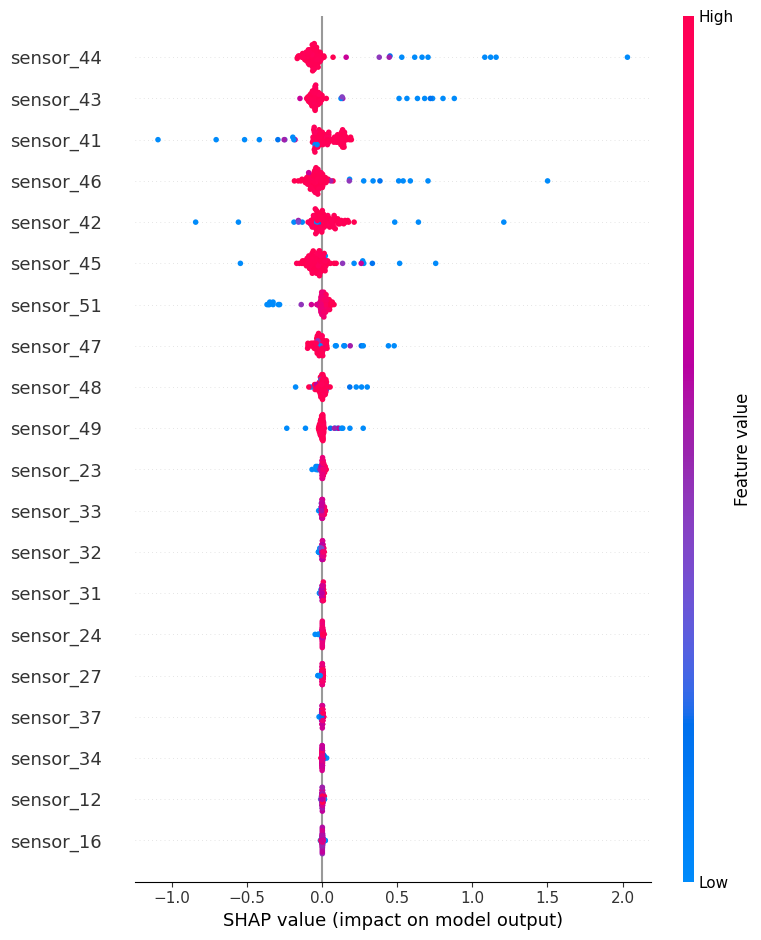 High
sensor_44
sensor_43
sensor_41
sensor_46
sensor_42
sensor_45
sensor_51
sensor_47
sensor_48
sensor_49
sensor_23
sensor_33
sensor_32
sensor_31
sensor_24
sensor_27
sensor_37
sensor_34
sensor_12
sensor_16
Feature value
Low
−1.0 −0.5 0.0 0.5 1.0 1.5 2.0
SHAP value (impact on model output)